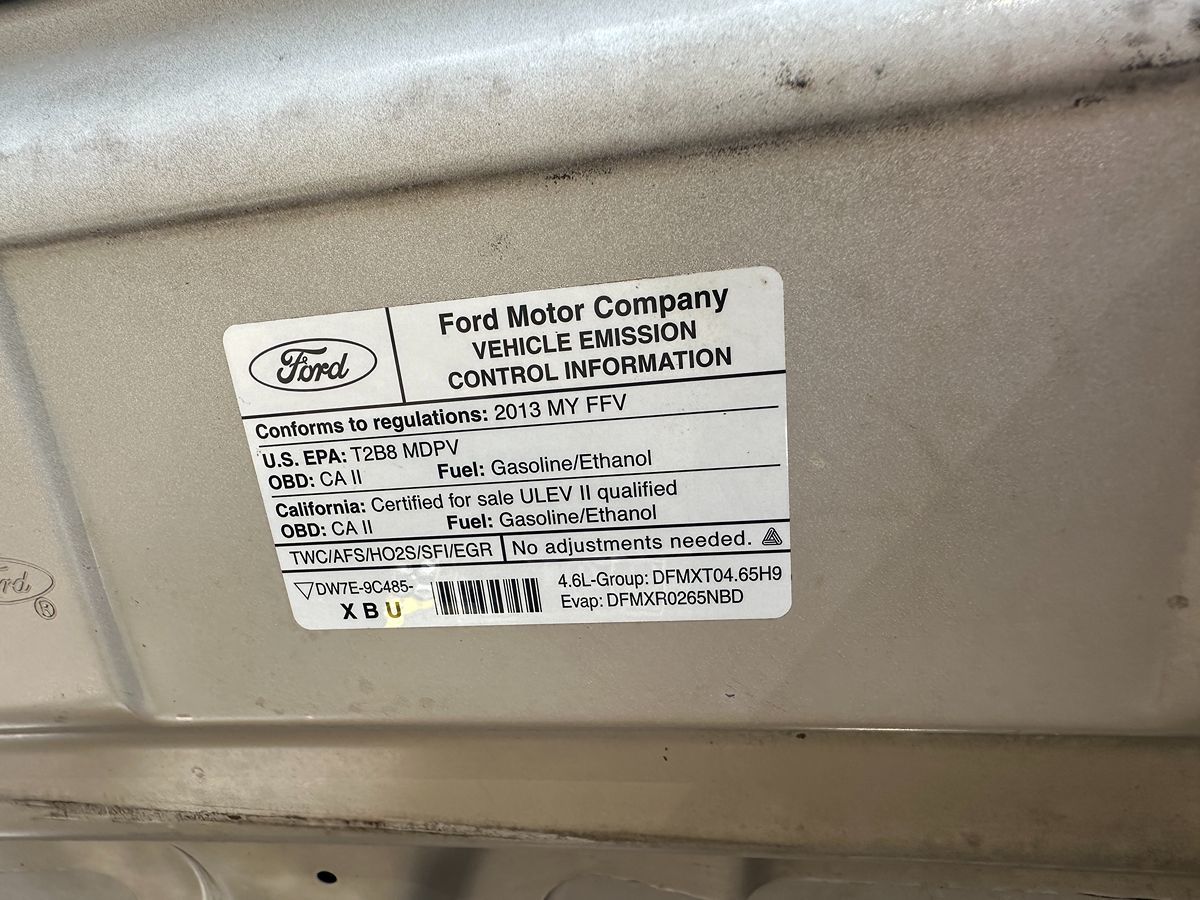 Ford Motor Company
VEHICLE EMISSION
CONTROL INFORMATION
Ford
Conforms to regulations: 2013 MY FFV
U.S. EPA: T2B8 MDPV
OBD: CA II Fuel: Gasoline/Ethanol
California: Certified for sale ULEV II qualified
OBD: CA II Fuel: Gasoline/Ethanol
TWC/AFS/HO2S/SFI/EGR No adjustments needed.
DW7E-9C485- 4.6L-Group: DFMXT04.65H9
X B U Evap: DFMXR0265NBD
rd
®